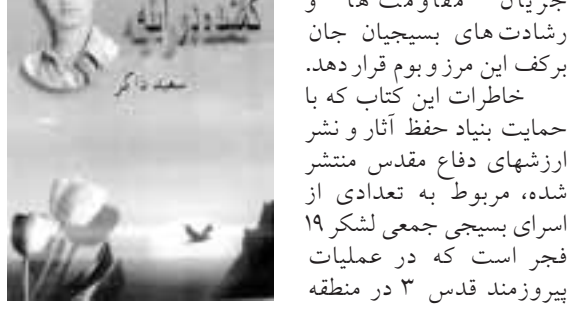 جریان مقاومت‌ها و
رشادت‌های بسیجیان جان
برکف این مرز و بوم قرار دهد.
خاطرات این کتاب که با
حمایت بنیاد حفظ آثار و نشر
ارزشهای دفاع مقدس منتشر
شده، مربوط به تعدادی از
اسرای بسیجی جمعی لشکر ۱۹
فجر است که در عملیات
پیروزمند قدس ۳ در منطقه
گمشده در
سعید